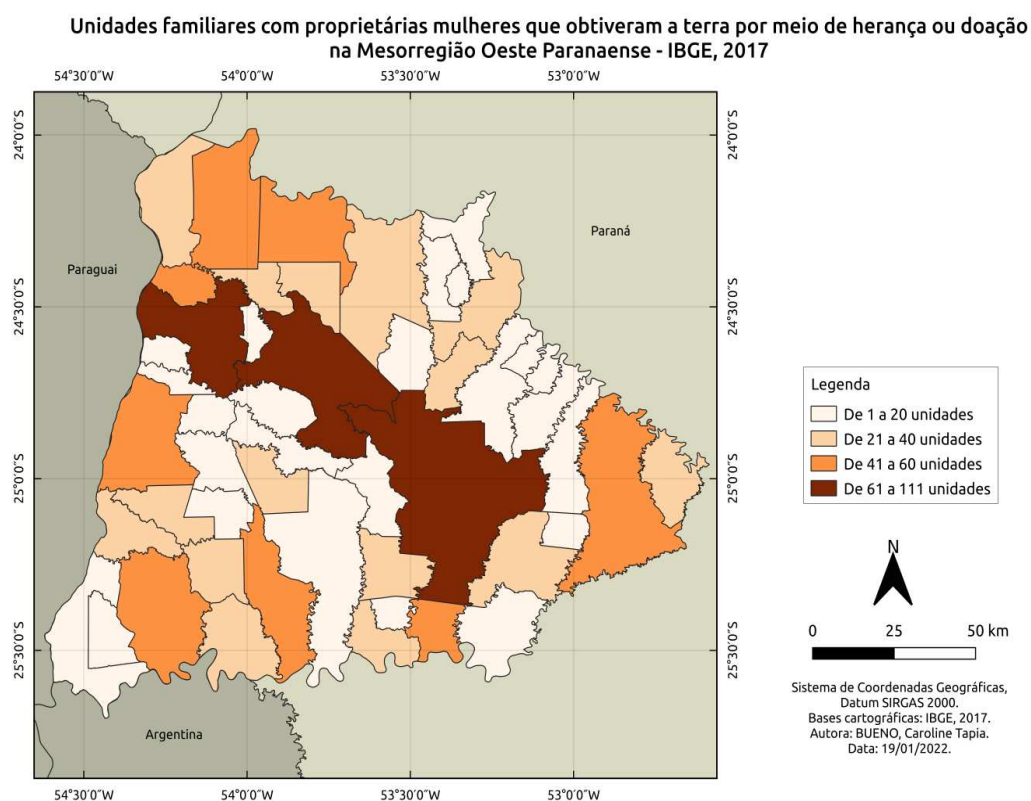 Unidades familiares com proprietárias mulheres que obtiveram a terra por meio de herança ou doação
na Mesorregião Oeste Paranaense - IBGE, 2017
54°30'0"W 54°0'0"W 53°30'0"W 53°0'0"W
24°0'0"S 24°0'0"S
Paraná
Paraguai
24°30'0"S 24°30'0"S
Legenda
De 1 a 20 unidades
De 21 a 40 unidades
De 41 a 60 unidades
De 61 a 111 unidades
25°0'0"S 25°0'0"S
N
0 25 50 km
25°30'0"S 25°30'0"S
Sistema de Coordenadas Geográficas,
Datum SIRGAS 2000.
Bases cartográficas: IBGE, 2017.
Autora: BUENO, Caroline Tapia.
Data: 19/01/2022.
Argentina
54°30'0"W 54°0'0"W 53°30'0"W 53°0'0"W